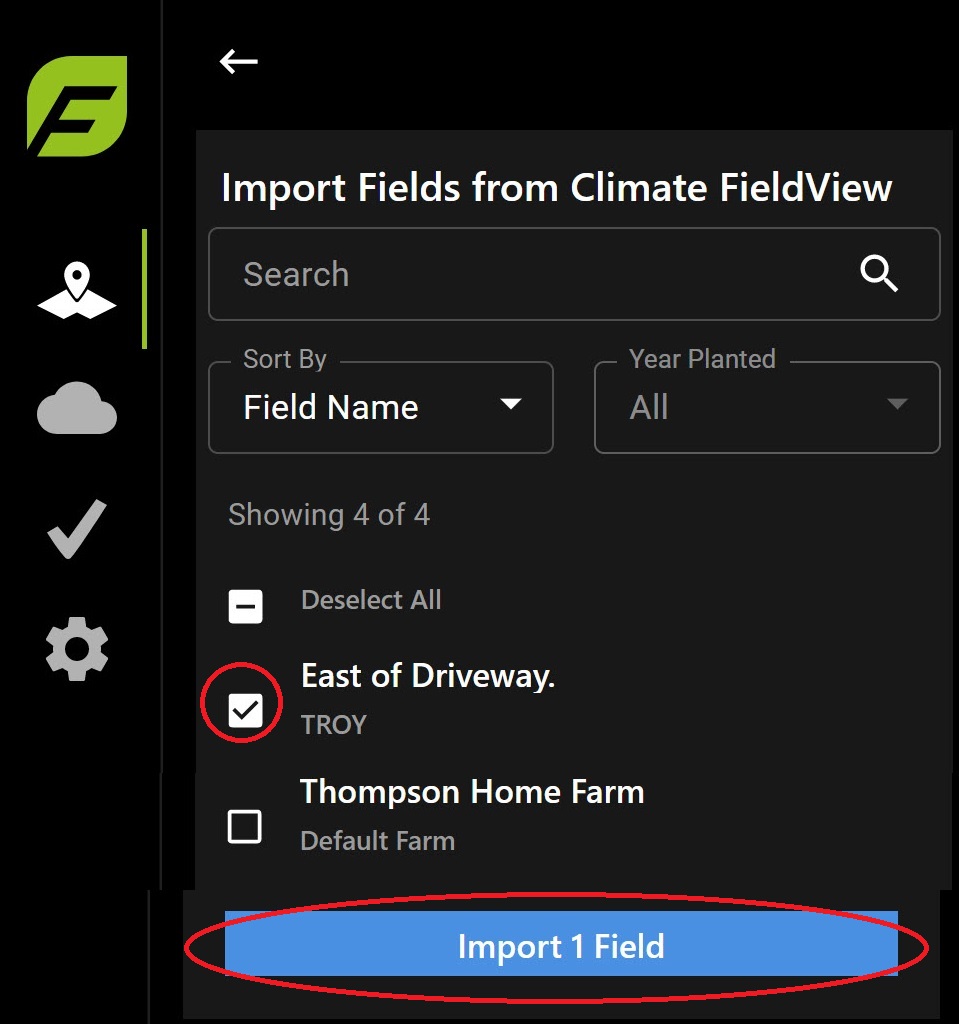 Import Fields from Climate FieldView
Search
Sort By
Year Planted
Field Name
All
Showing 4 of 4
Deselect All
East of Driveway.
TROY
Thompson Home Farm
Default Farm
Import 1 Field